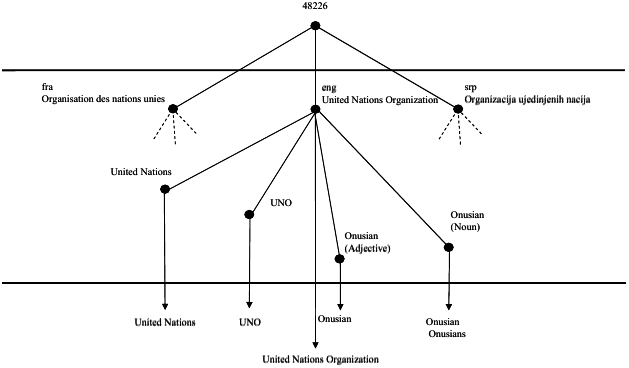 48226
fra
Organisation des nations unies
eng
United Nations Organization
srp
Organizacija ujedinjenih nacija
United Nations
UNO
Onusian
(Adjective)
Onusian
(Noun)
United Nations
UNO
Onusian
Onusian
Onusians
United Nations Organization